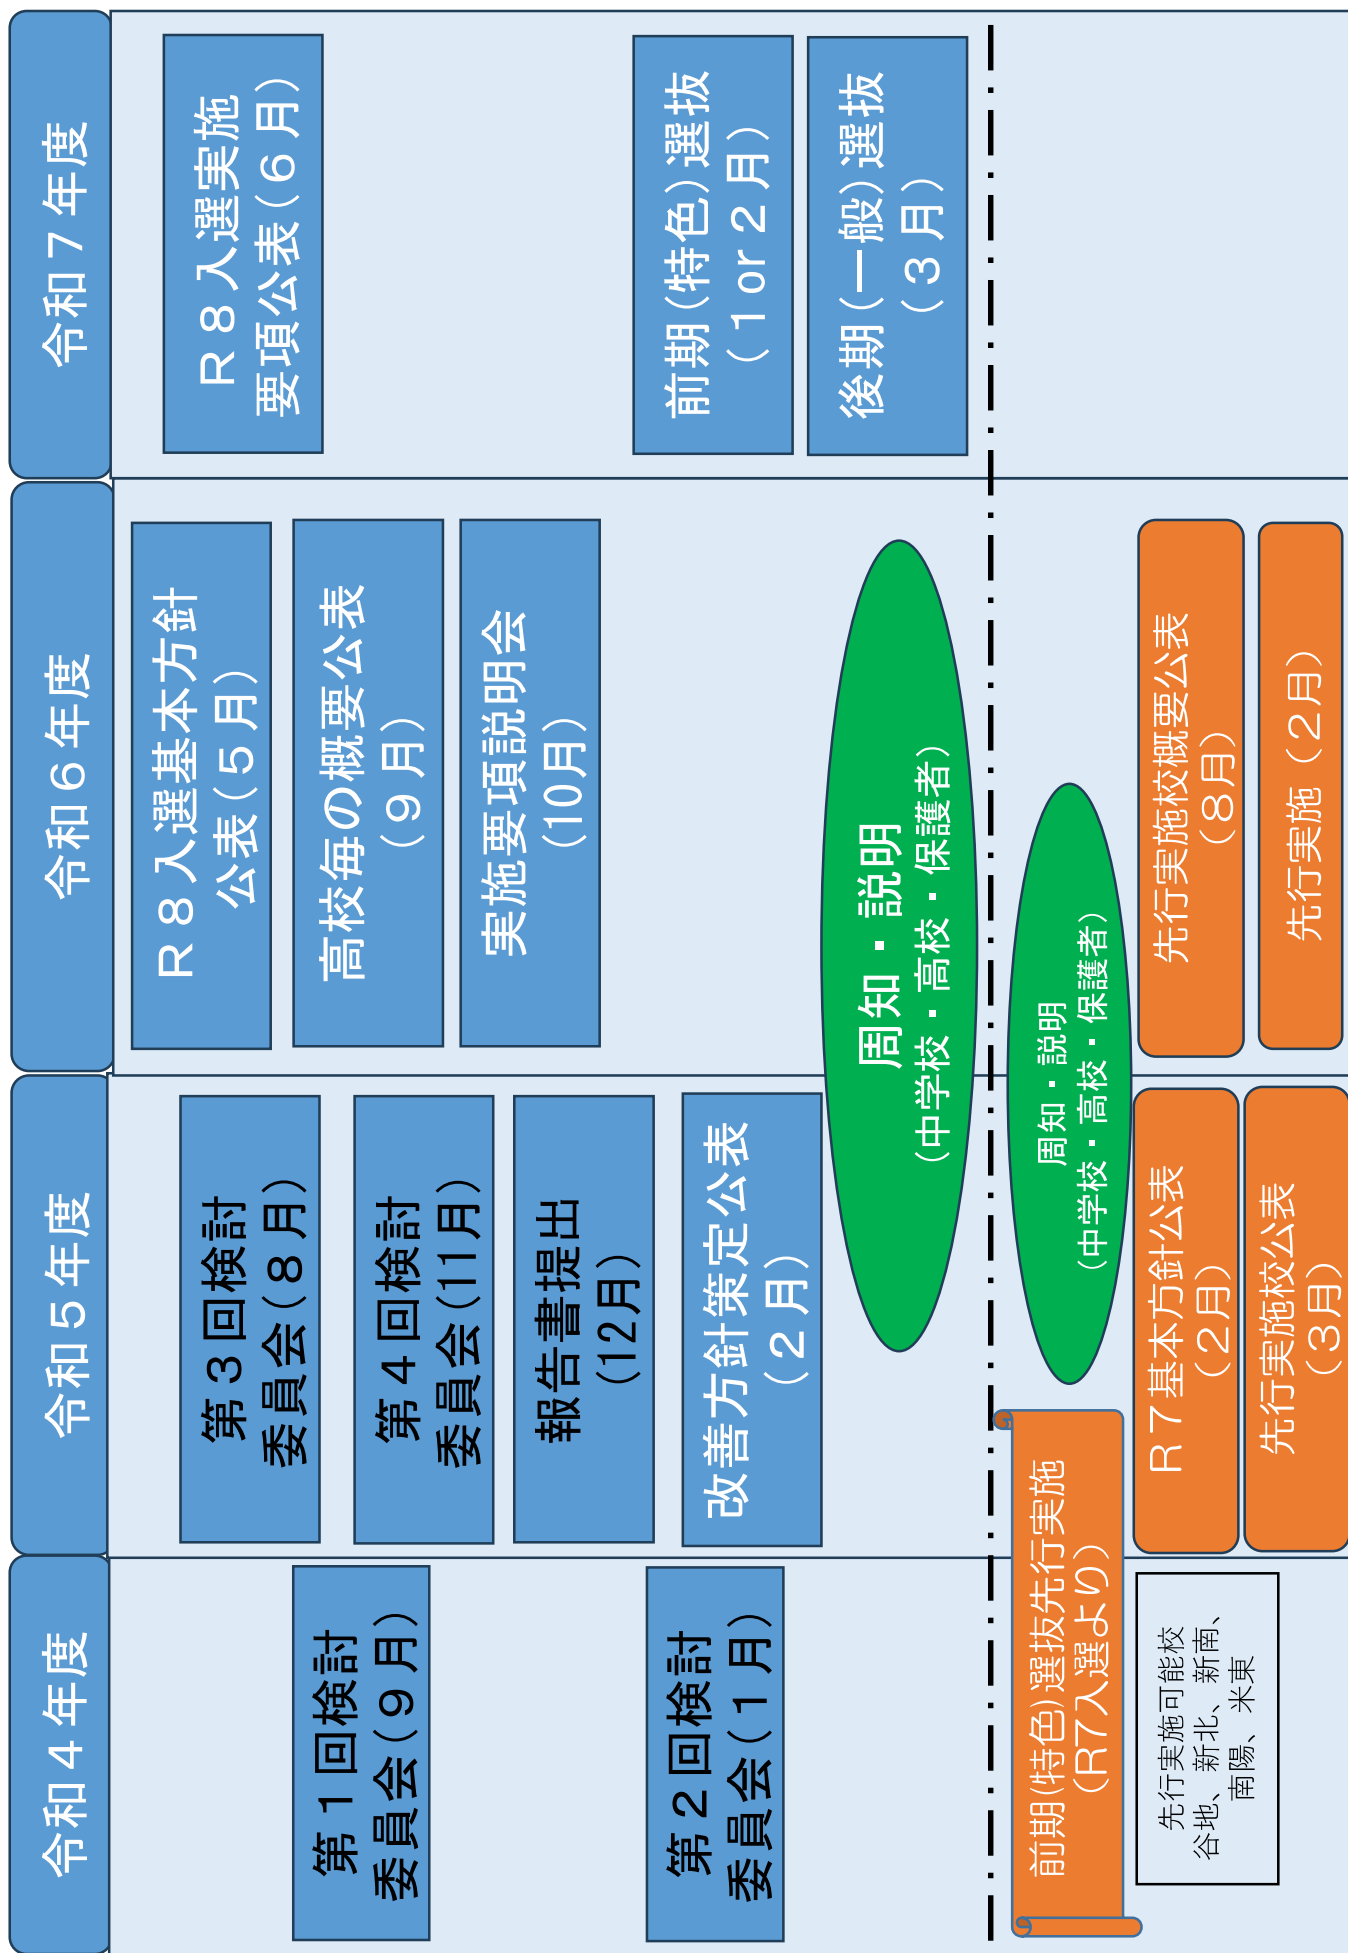 令和４年度
第１回検討
委員会(９月)
第２回検討
委員会(１月)
前期(特色)選抜先行実施
（R7入選より）
先行実施可能校
谷地、新北、新南、
南陽、米東
令和５年度
第３回検討
委員会(８月)
第４回検討
委員会(11月)
報告書提出
(12月)
改善方針策定公表
（２月）
R７基本方針公表
（２月）
先行実施校公表
（３月）
周知・説明
（中学校・高校・保護者）
周知・説明
（中学校・高校・保護者）
令和６年度
R８入選基本方針
公表(５月)
高校毎の概要公表
（９月）
実施要項説明会
(10月)
先行実施校概要公表
（８月）
先行実施（２月）
令和７年度
R８入選実施
要項公表(６月)
前期(特色)選抜
（１or２月）
後期(一般)選抜
（３月）